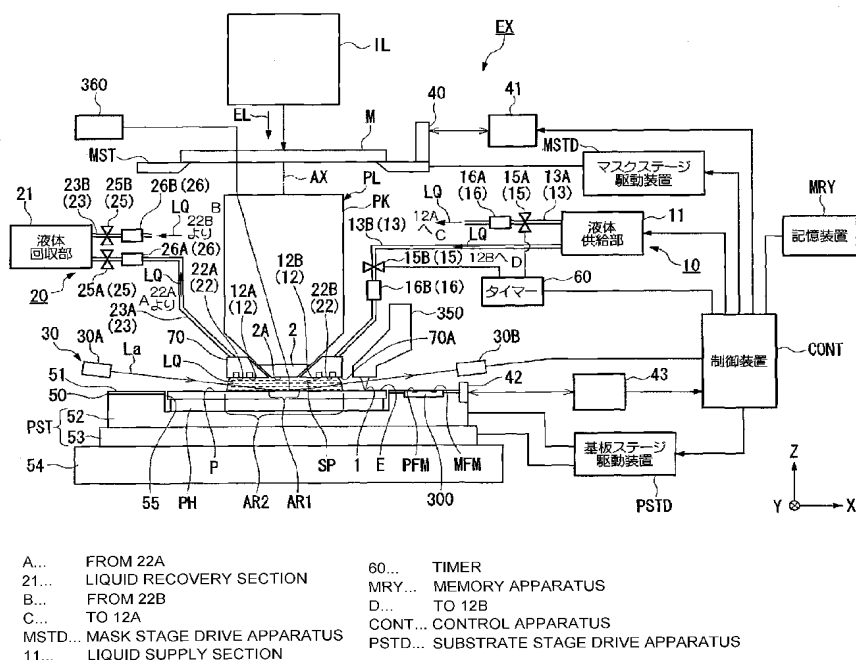 EX
IL
360
EL
M
40
41
MST
MSTD
マスクステージ
駆動装置
AX
PL
PK
B
21
23B
(23)
25B
(25)
26B (26)
LQ
22B
より
26A (26)
液体
回収部
20
25A (25)
23A
(23)
A
22A
より
LQ
16A
(16)
15A
(15)
13A
(13)
LQ
12A
へ
C
13B (13)
LQ
11
液体
供給部
10
MRY
記憶装置
15B (15)
12Bへ
D
60
タイマー
16B (16)
22A
(22)
12A
(12)
12B
(12)
22B
(22)
350
30
30A
La
70
LQ
2A
2
70A
30B
制御装置
CONT
51
50
42
43
PST
52
53
54
55
PH
P
AR2
AR1
SP
1
E
PFM
MFM
300
基板ステージ
駆動装置
PSTD
Z
Y
X
A... FROM 22A
21... LIQUID RECOVERY SECTION
B... FROM 22B
C... TO 12A
MSTD... MASK STAGE DRIVE APPARATUS
11... LIQUID SUPPLY SECTION
60... TIMER
MRY... MEMORY APPARATUS
D... TO 12B
CONT... CONTROL APPARATUS
PSTD... SUBSTRATE STAGE DRIVE APPARATUS